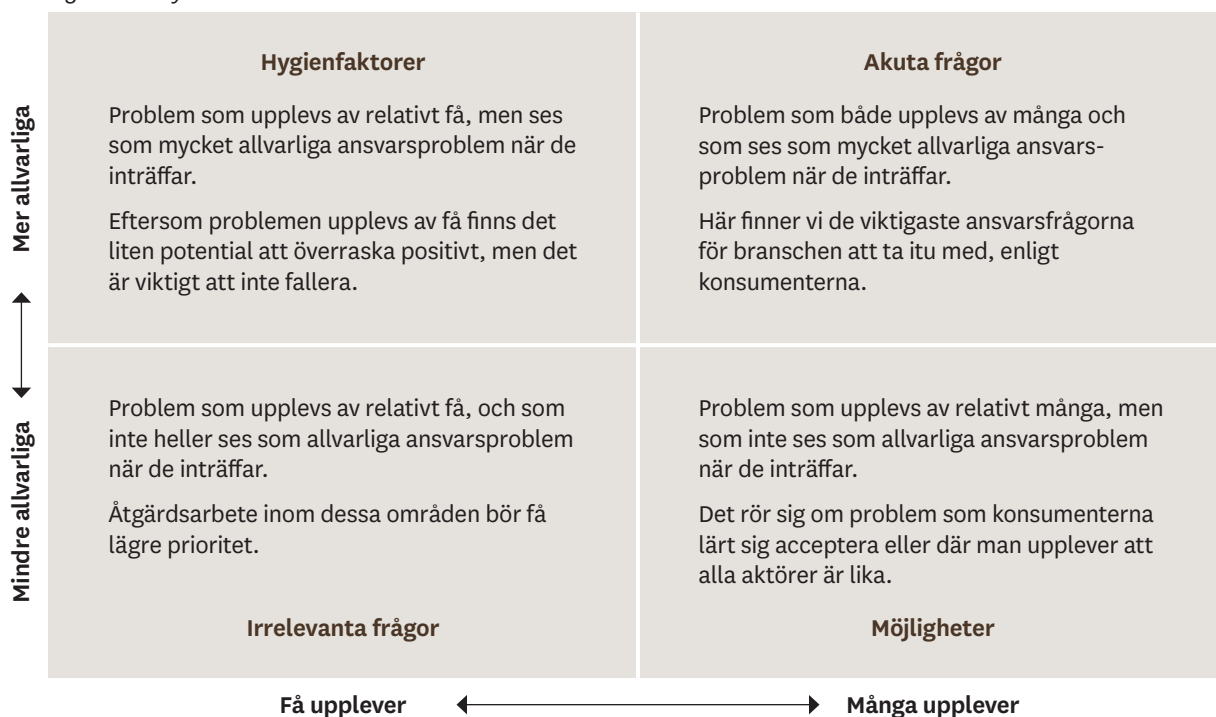 Mer allvarliga
Mindre allvarliga
Hygienfaktorer
Problem som upplevs av relativt få, men ses
som mycket allvarliga ansvarsproblem när de
inträffar.
Eftersom problemen upplevs av få finns det
liten potential att överraska positivt, men det
är viktigt att inte fallera.
Akuta frågor
Problem som både upplevs av många och
som ses som mycket allvarliga ansvars-
problem när de inträffar.
Här finner vi de viktigaste ansvarsfrågorna
för branschen att ta itu med, enligt
konsumenterna.
Problem som upplevs av relativt få, och som
inte heller ses som allvarliga ansvarsproblem
när de inträffar.
Åtgärdsarbete inom dessa områden bör få
lägre prioritet.
Irrelevanta frågor
Problem som upplevs av relativt många, men
som inte ses som allvarliga ansvarsproblem
när de inträffar.
Det rör sig om problem som konsumenterna
lärt sig acceptera eller där man upplever att
alla aktörer är lika.
Möjligheter
Få upplever
Många upplever